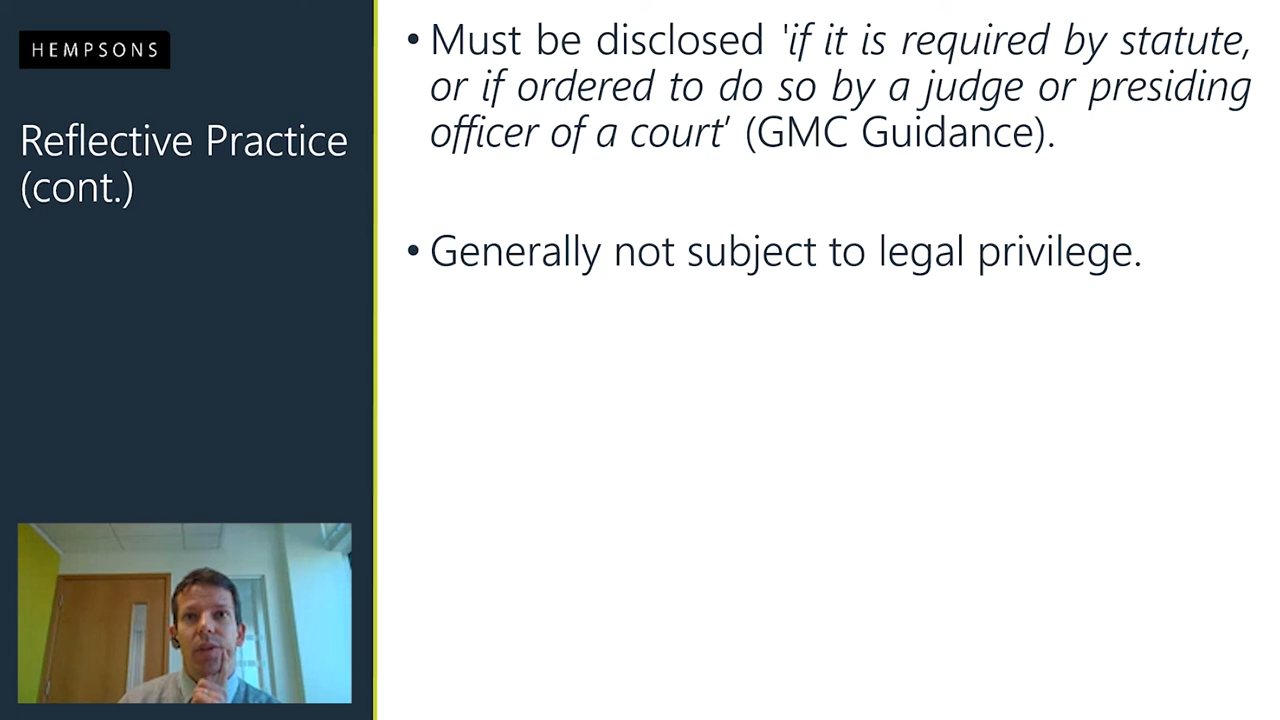 HEMPSONS
Reflective Practice
(cont.)
• Must be disclosed 'if it is required by statute,
or if ordered to do so by a judge or presiding
officer of a court' (GMC Guidance).
• Generally not subject to legal privilege.